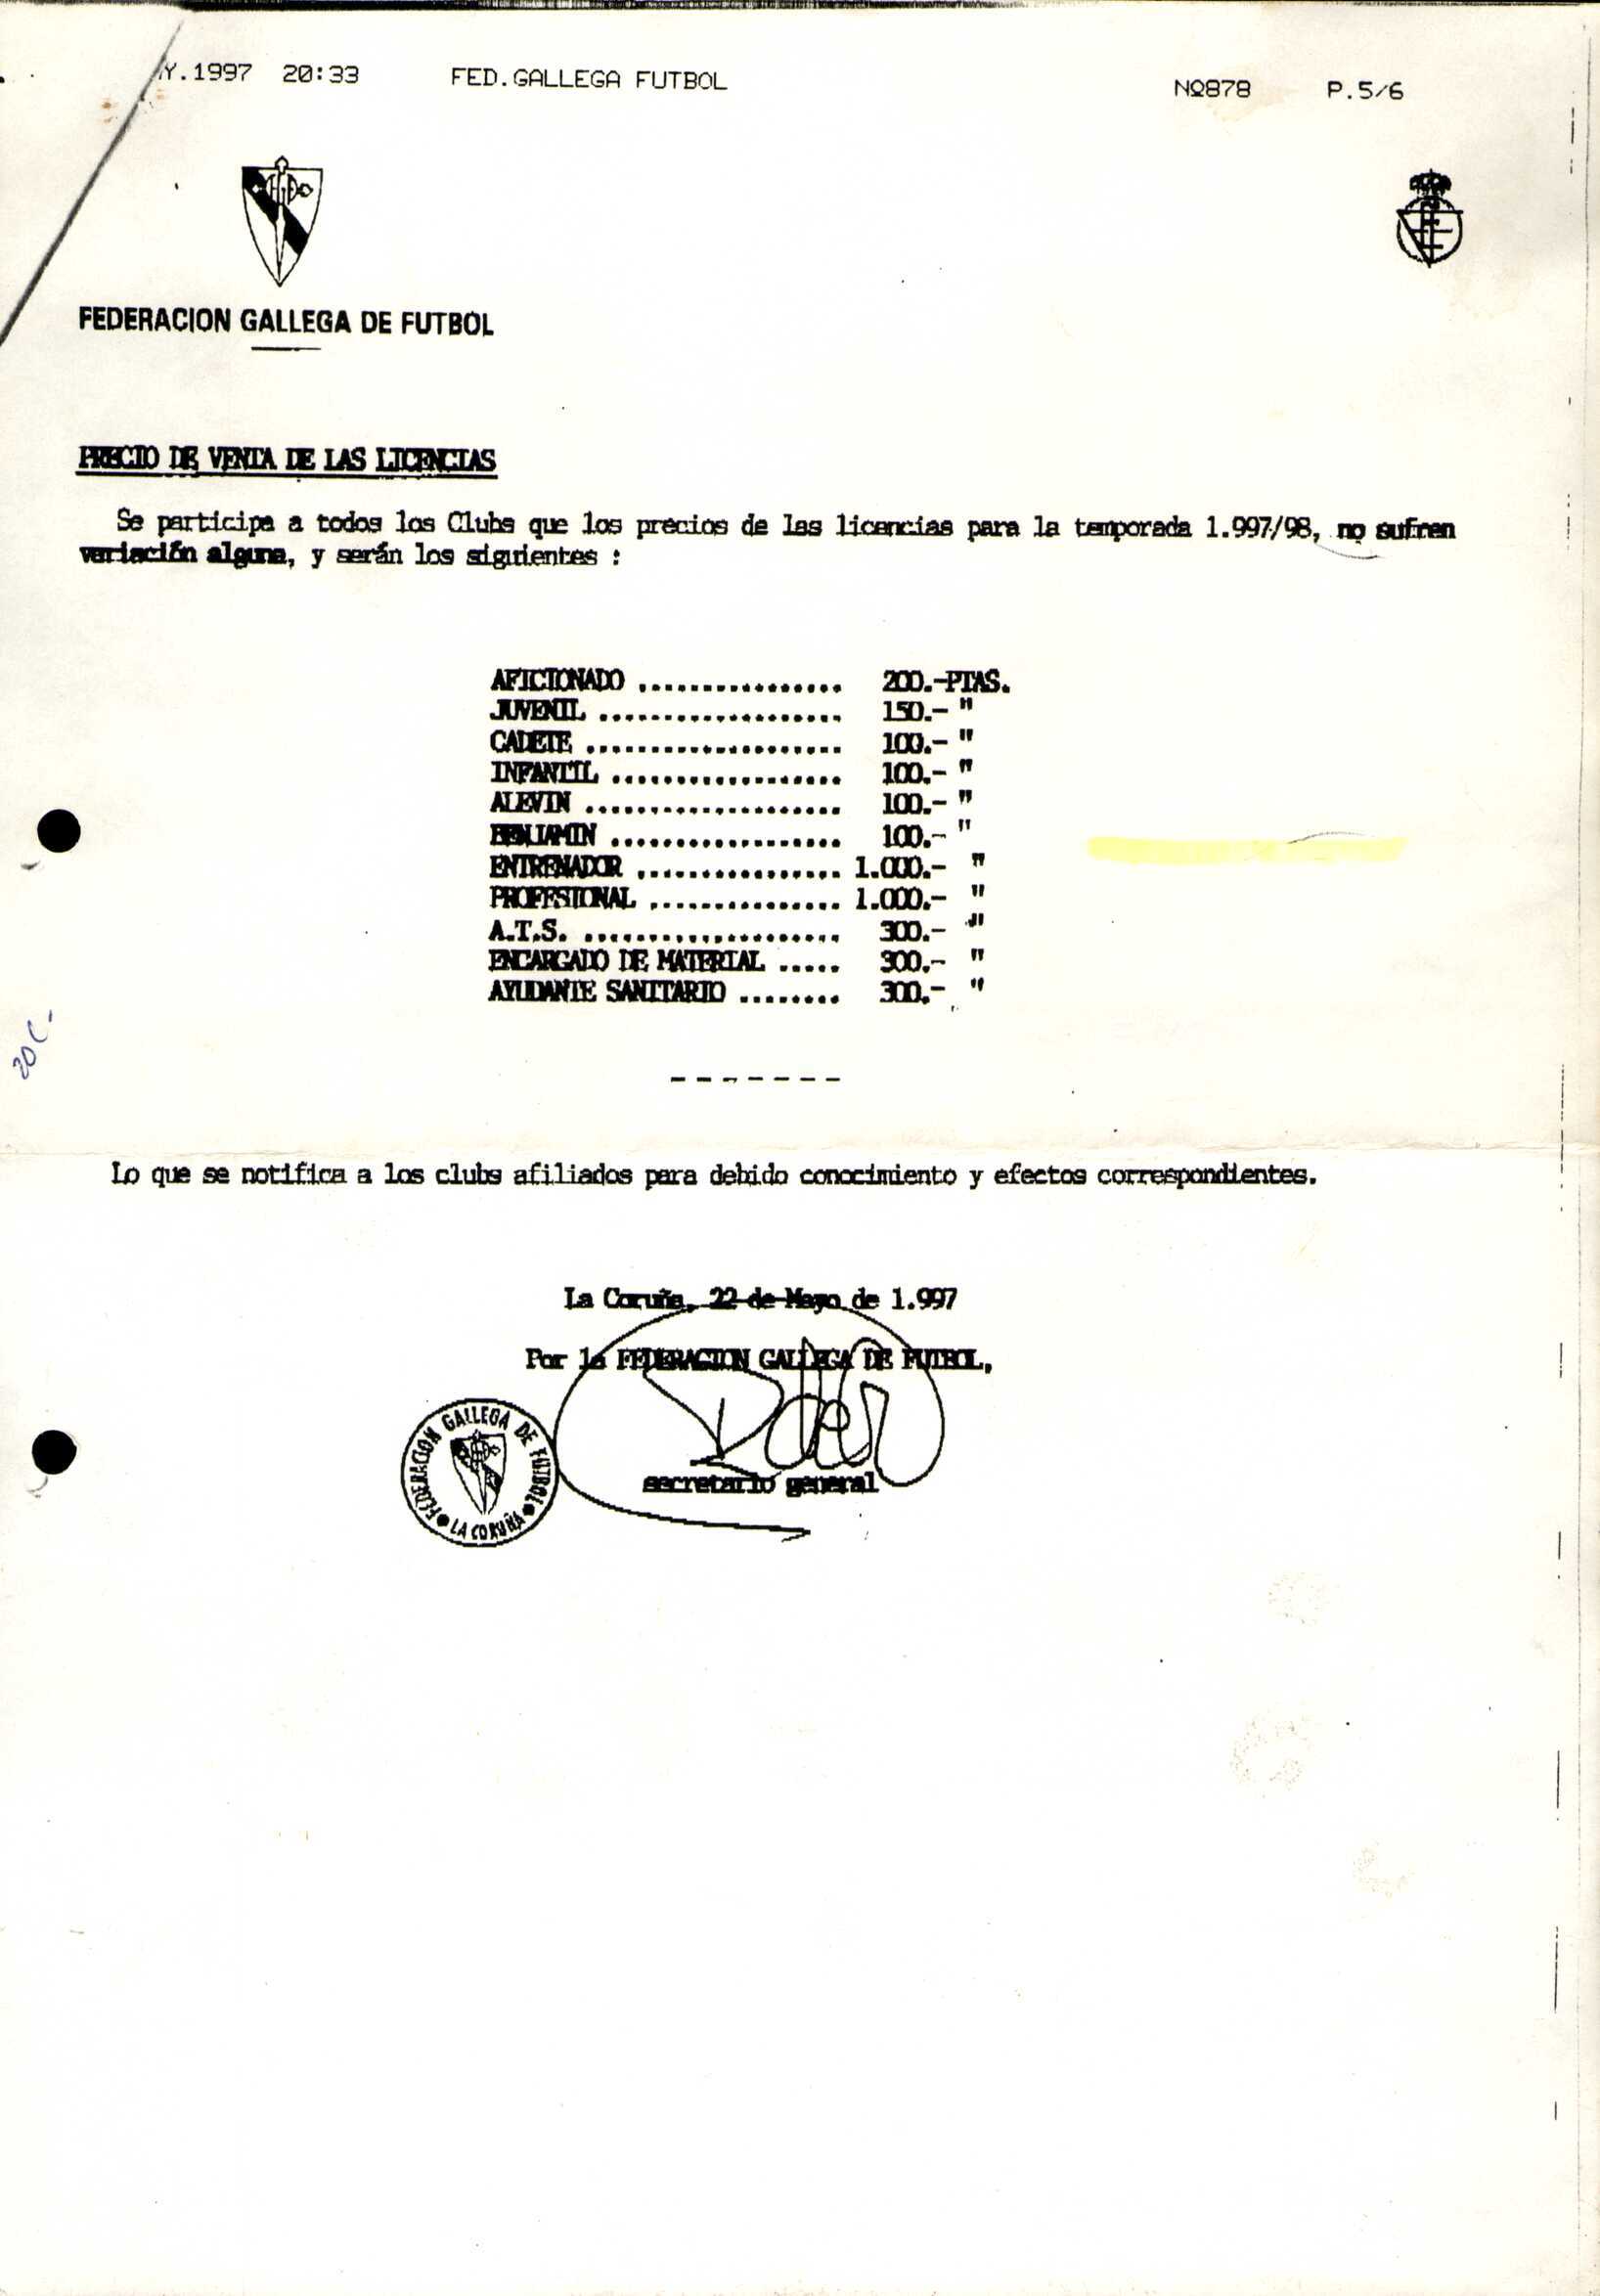 Y.1997 20:33 FED.GALLEGA FUTBOL Nº878 P.5/6
FEDERACION GALLEGA DE FUTBOL
PRECIO DE VENTA DE LAS LICENCIAS
Se participa a todos los Clubs que los precios de las licencias para la temporada 1.997/98, no sufren
variación alguna, y serán los siguientes :
AFICIONADO ................ 200.-PTAS.
JUVENIL ................... 150.- "
CADETE .................... 100.- "
INFANTIL .................. 100.- "
ALEVIN .................... 100.- "
BENJAMIN .................. 100.- "
ENTRENADOR ................ 1.000.- "
PROFESIONAL ............... 1.000.- "
A.T.S. .................... 300.- "
ENCARGADO DE MATERIAL ..... 300.- "
AYUDANTE SANITARIO ........ 300.- "
20C.
-------
Lo que se notifica a los clubs afiliados para debido conocimiento y efectos correspondientes.
La Coruña, 22 de Mayo de 1.997
Por la FEDERACION GALLEGA DE FUTBOL,
secretario general
FEDERACION GALLEGA DE FUTBOL
LA CORUÑA